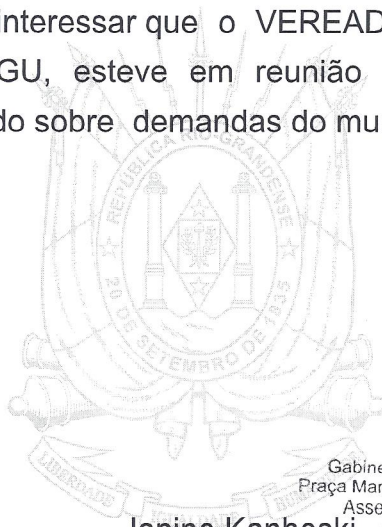 interessar que o VEREAD
GU, esteve em reunião
do sobre demandas do mu
REPÚBLICA RIO-GRANDENSE
20 DE SETEMBRO DE 1835
LIBERDADE
Gabine
Praça Mar
Asse